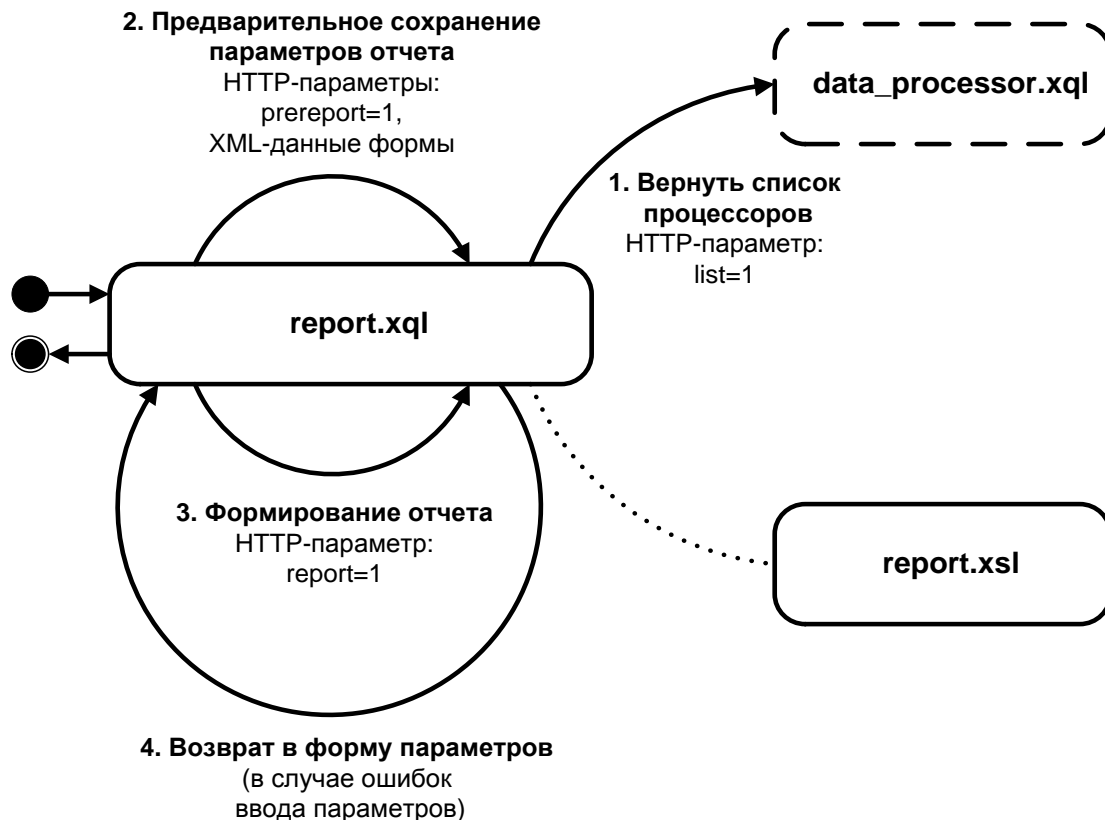 2. Предварительное сохранение
параметров отчета
HTTP-параметры:
prereport=1,
XML-данные формы
data_processor.xql
1. Вернуть список
процессоров
HTTP-параметр:
list=1
report.xql
3. Формирование отчета
HTTP-параметр:
report=1
report.xsl
4. Возврат в форму параметров
(в случае ошибок
ввода параметров)